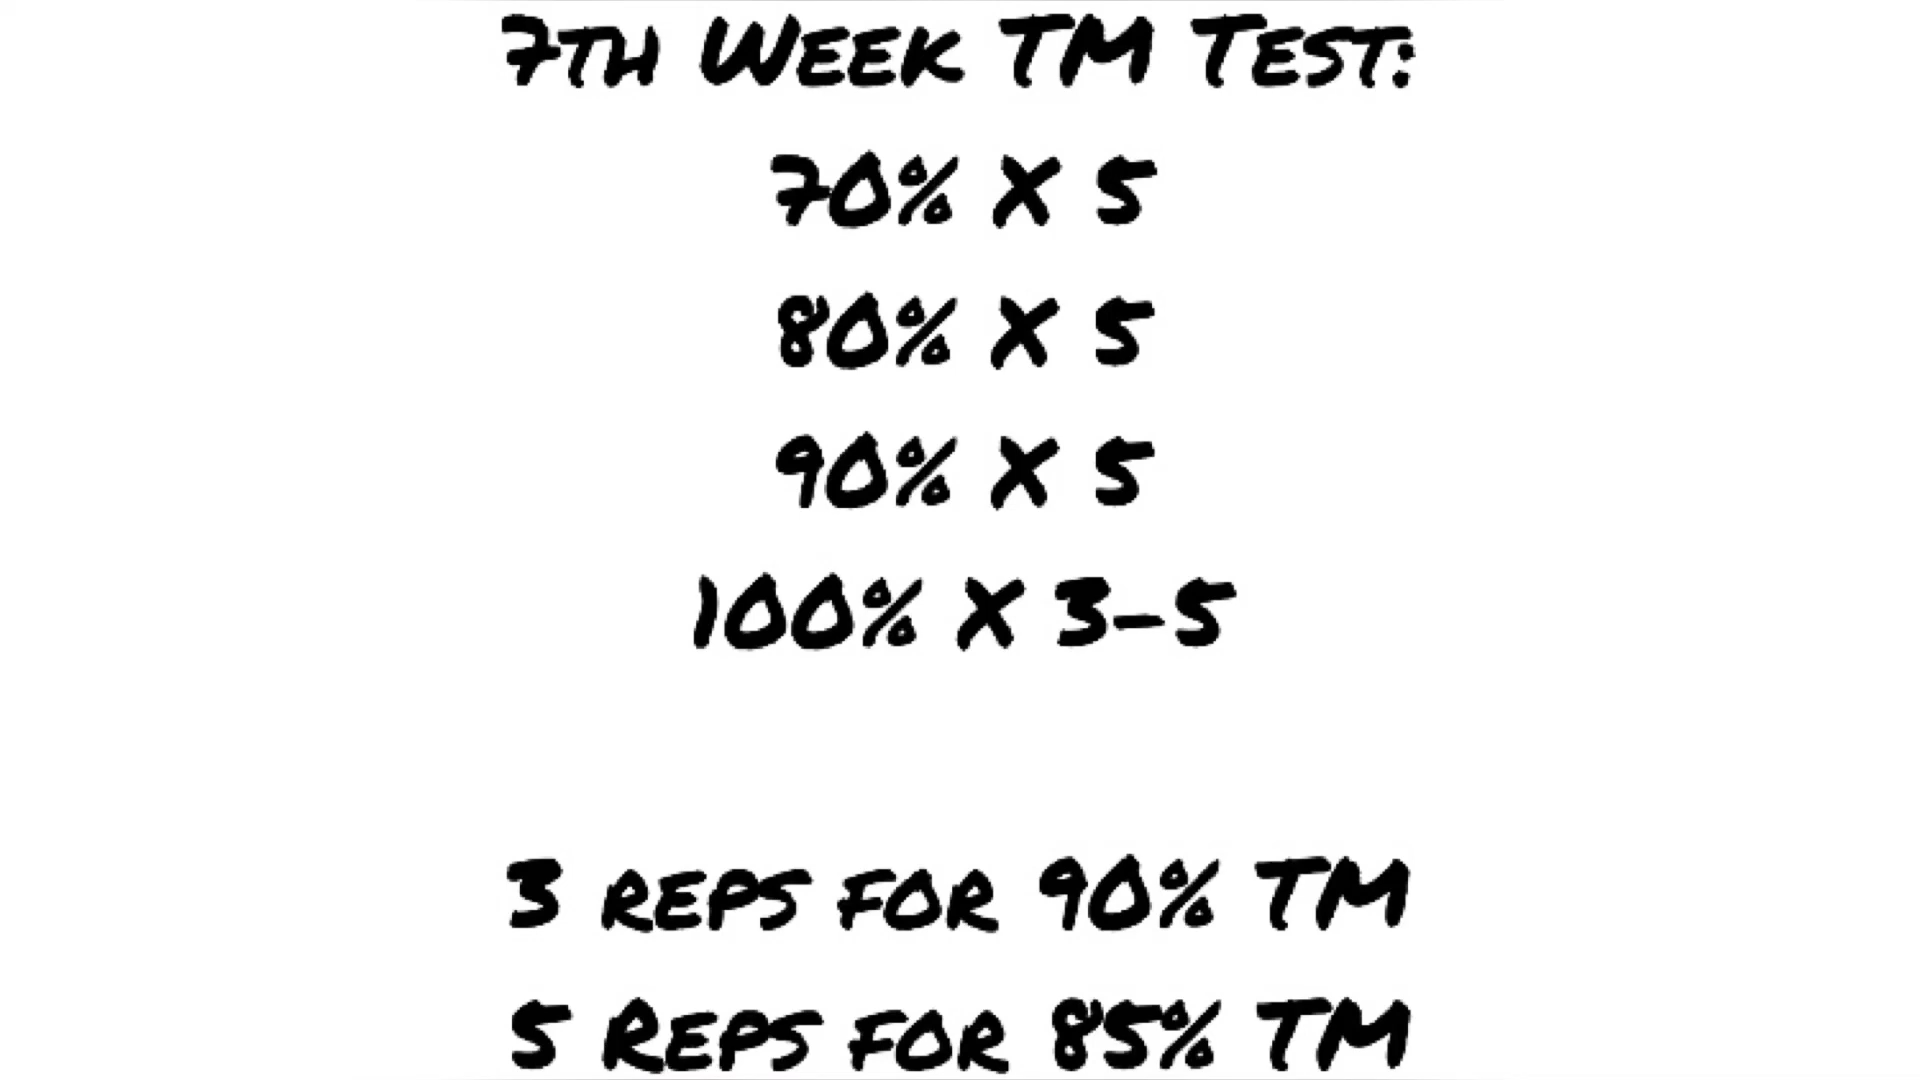 7th Week TM Test:
70% x 5
80% x 5
90% x 5
100% x 3-5
3 reps for 90% TM
5 Reps for 85% TM